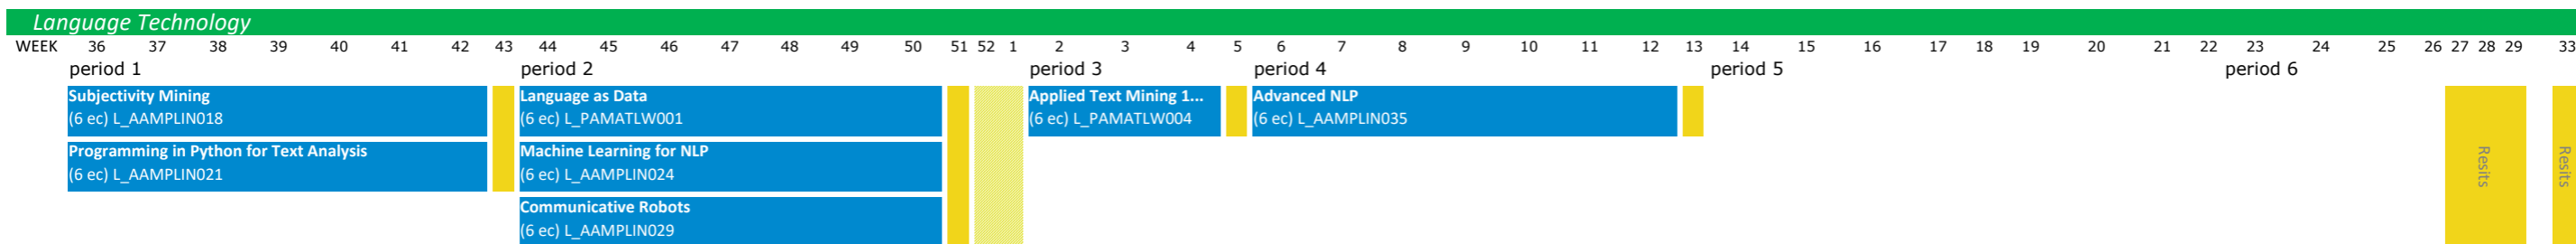 Language Technology
WEEK 36 37 38 39 40 41 42 43 44 45 46 47 48 49 50 51 52 1 2 3 4 5 6 7 8 9 10 11 12 13 14 15 16 17 18 19 20 21 22 23 24 25 26 27 28 29 33
period 1 period 2 period 3 period 4 period 5 period 6
Subjectivity Mining
(6 ec) L_AAMPLIN018
Programming in Python for Text Analysis
(6 ec) L_AAMPLIN021
Language as Data
(6 ec) L_PAMATLW001
Machine Learning for NLP
(6 ec) L_AAMPLIN024
Communicative Robots
(6 ec) L_AAMPLIN029
Applied Text Mining 1...
(6 ec) L_PAMATLW004
Advanced NLP
(6 ec) L_AAMPLIN035
Resits
Resits